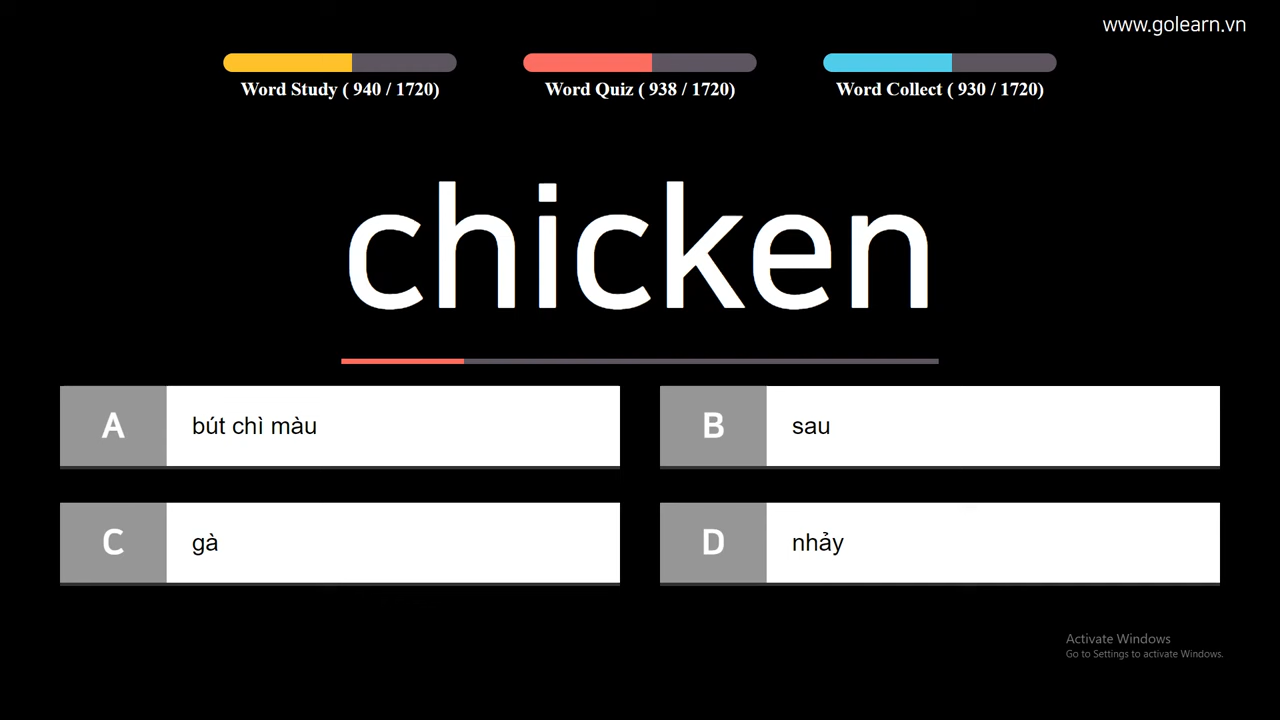 www.golearn.vn
Word Study ( 940 / 1720)
Word Quiz ( 938 / 1720)
Word Collect ( 930 / 1720)
chicken
A bút chì màu
B sau
C gà
D nhảy
Activate Windows
Go to Settings to activate Windows.